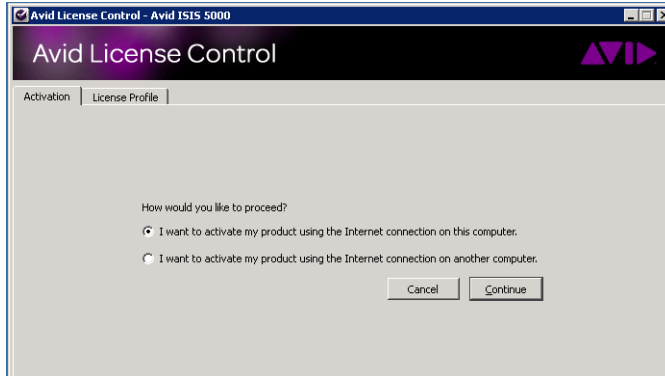 Avid License Control - Avid ISIS 5000
Avid License Control
AVID
Activation License Profile
How would you like to proceed?
I want to activate my product using the Internet connection on this computer.
I want to activate my product using the Internet connection on another computer.
Cancel Continue